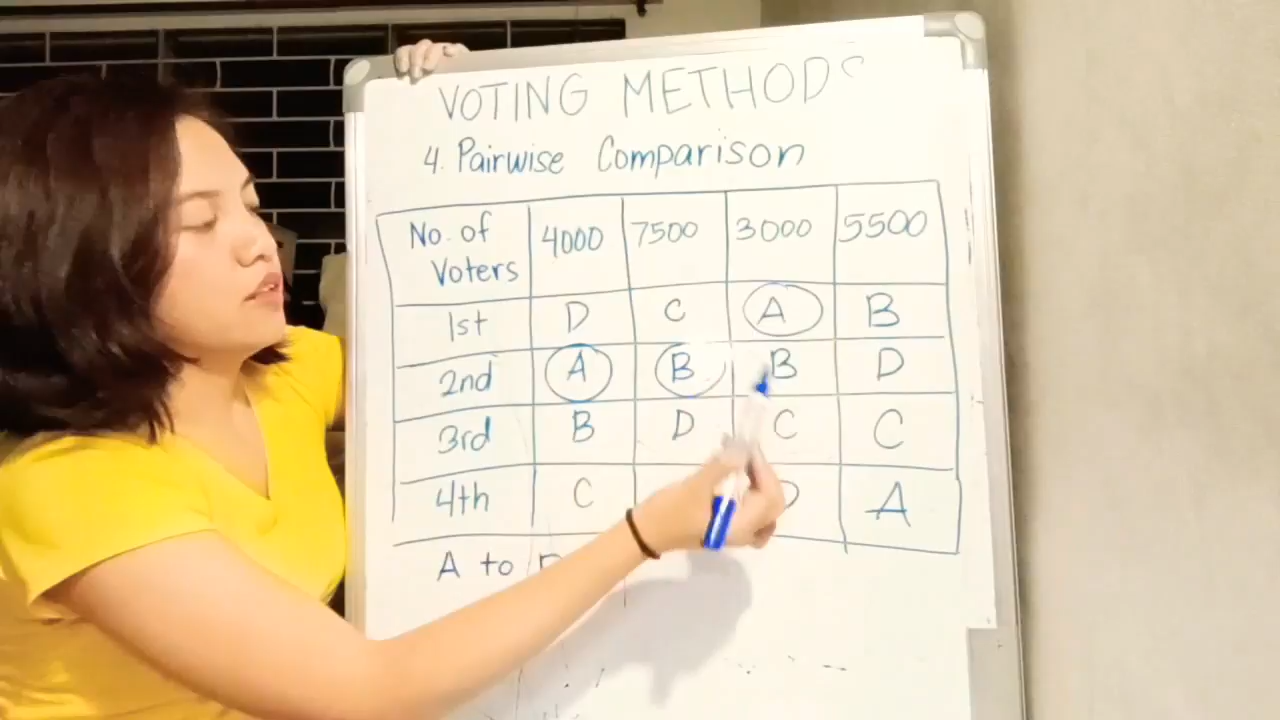 VOTING METHODS
4. Pairwise Comparison
No. of Voters 4000 7500 3000 5500
1st D C A B
2nd A B B D
3rd B D C C
4th C D A
A to